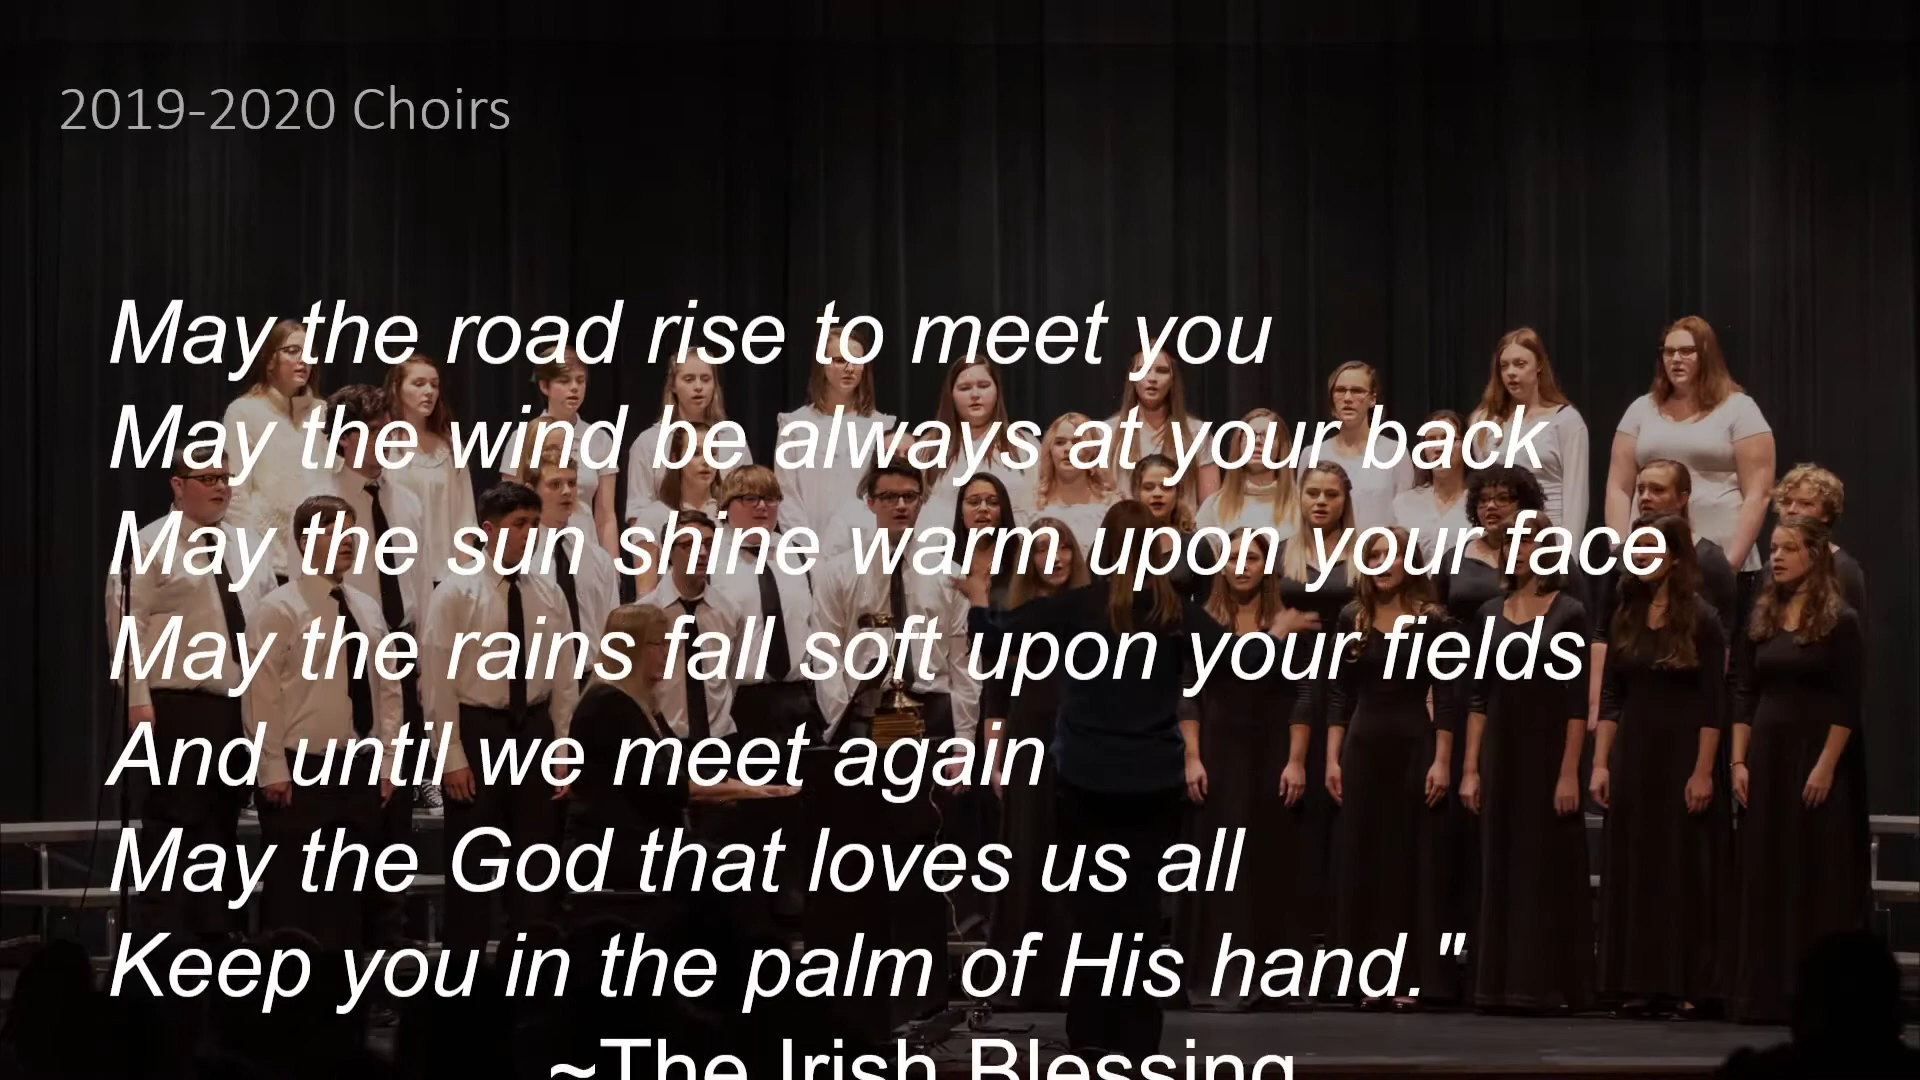 2019-2020 Choirs
May the road rise to meet you
May the wind be always at your back
May the sun shine warm upon your face
May the rains fall soft upon your fields
And until we meet again
May the God that loves us all
Keep you in the palm of His hand."
~The Irish Blessing